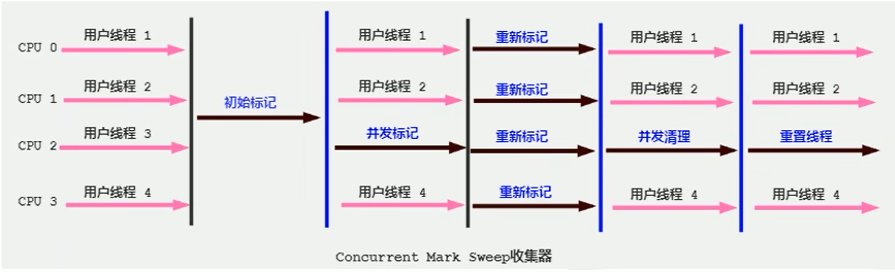 CPU 0 用户线程 1 用户线程 1 重新标记 用户线程 1 用户线程 1
CPU 1 用户线程 2 初始标记 用户线程 2 重新标记 用户线程 2 用户线程 2
CPU 2 用户线程 3 并发标记 重新标记 并发清理 重置线程
CPU 3 用户线程 4 用户线程 4 重新标记 用户线程 4 用户线程 4
Concurrent Mark Sweep收集器